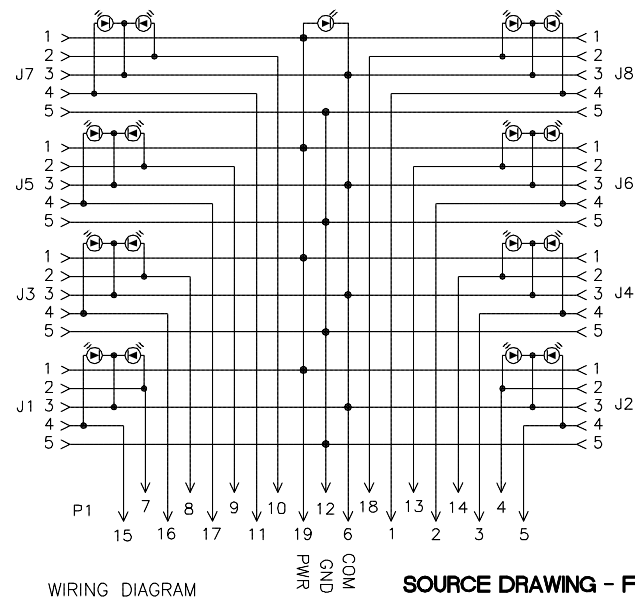 1 1
2 2
J7 3 3 J8
4 4
5 5
1 1
2 2
J5 3 3 J6
4 4
5 5
1 1
2 2
J3 3 3 J4
4 4
5 5
1 1
2 2
J1 3 3 J2
4 4
5 5
P1 7 8 9 10 12 18 13 14 4
15 16 17 11 19 6 1 2 3 5
PWR GND COM
WIRING DIAGRAM SOURCE DRAWING - F